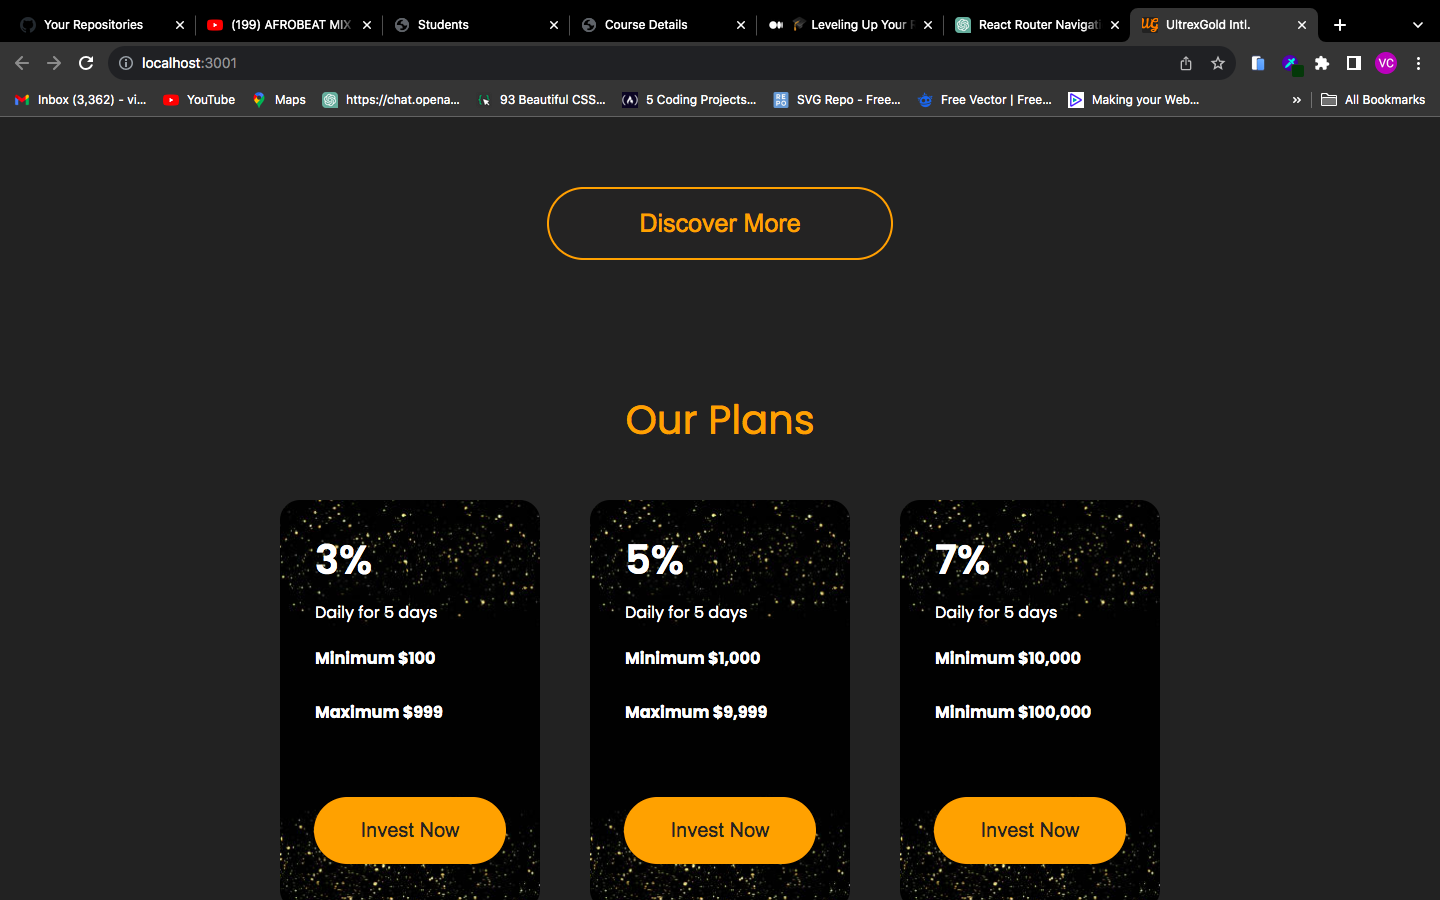 Your Repositories
(199) AFROBEAT MIX
Students
Course Details
Leveling Up Your
React Router Navigati
UltrexGold Intl.
localhost:3001
VC
Inbox (3,362) - vi...
YouTube
Maps
https://chat.opena...
93 Beautiful CSS...
5 Coding Projects...
SVG Repo - Free...
Free Vector | Free...
Making your Web...
»
All Bookmarks
Discover More
Our Plans
3%
Daily for 5 days
Minimum $100
Maximum $999
Invest Now
5%
Daily for 5 days
Minimum $1,000
Maximum $9,999
Invest Now
7%
Daily for 5 days
Minimum $10,000
Minimum $100,000
Invest Now